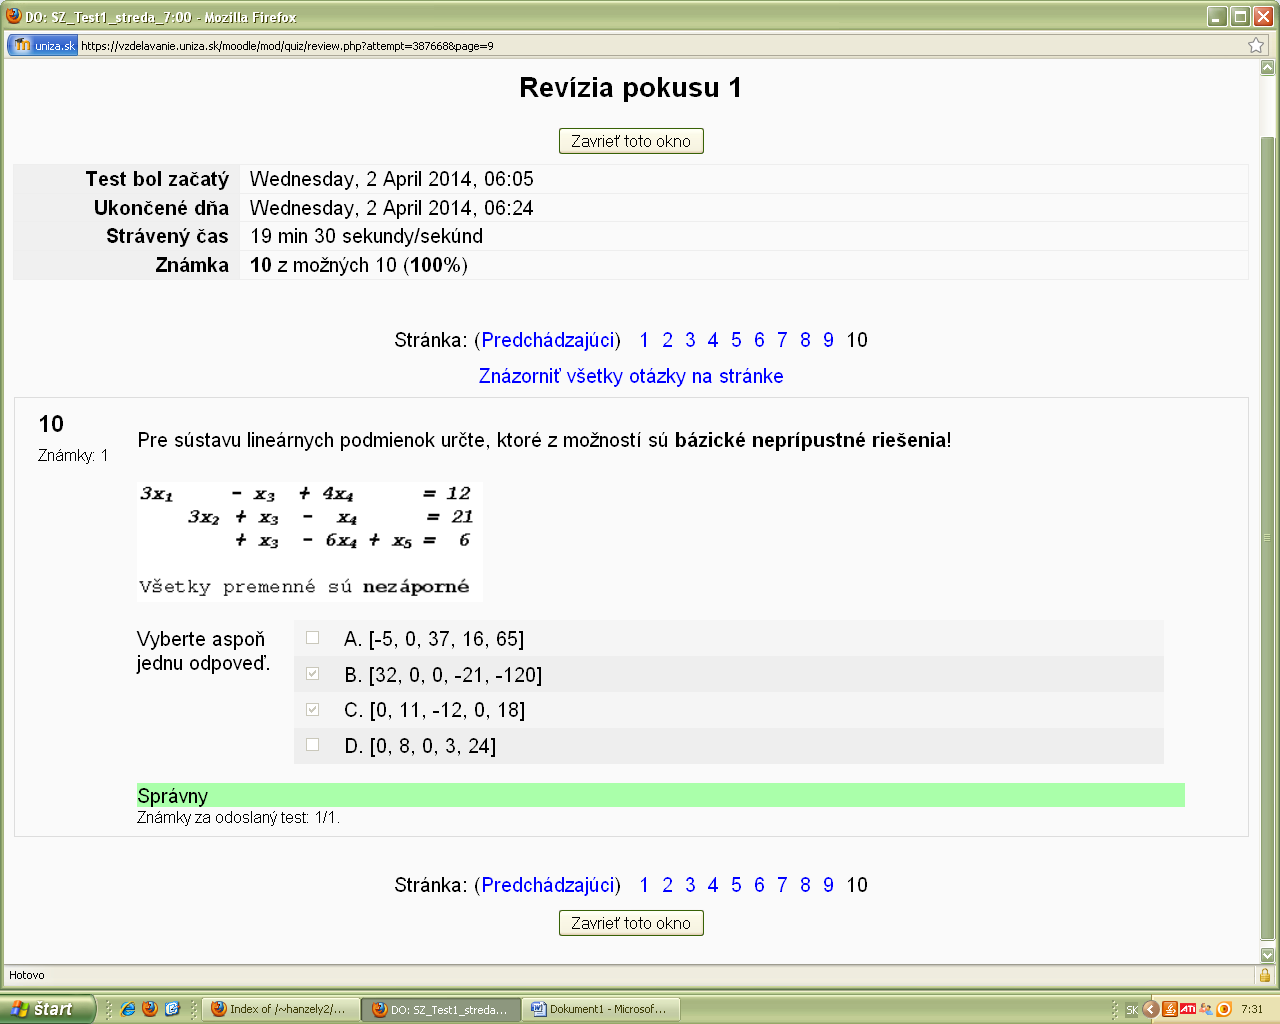 DO: SZ_Test1_streda_7:00 - Mozilla Firefox
uniza.sk https://vzdelavanie.uniza.sk/moodle/mod/quiz/review.php?attempt=387668&page=9
Revízia pokusu 1
Zavrieť toto okno
Test bol začatý Wednesday, 2 April 2014, 06:05
Ukončené dňa Wednesday, 2 April 2014, 06:24
Strávený čas 19 min 30 sekundy/sekúnd
Známka 10 z možných 10 (100%)
Stránka: (Predchádzajúci) 1 2 3 4 5 6 7 8 9 10
Znázorniť všetky otázky na stránke
10
Známky: 1
Pre sústavu lineárnych podmienok určte, ktoré z možností sú bázické neprípustné riešenia!
3x₁ - x₃ + 4x₄ = 12
3x₂ + x₃ - x₄ = 21
+ x₃ - 6x₄ + x₅ = 6
Všetky premenné sú nezáporné
Vyberte aspoň
jednu odpoveď.
A. [-5, 0, 37, 16, 65]
B. [32, 0, 0, -21, -120]
C. [0, 11, -12, 0, 18]
D. [0, 8, 0, 3, 24]
Správny
Známky za odoslaný test: 1/1.
Stránka: (Predchádzajúci) 1 2 3 4 5 6 7 8 9 10
Zavrieť toto okno
Hotovo
štart Index of /~hanzely2/... DO: SZ_Test1_streda... Dokument1 - Microsof... SK ATI 7:31